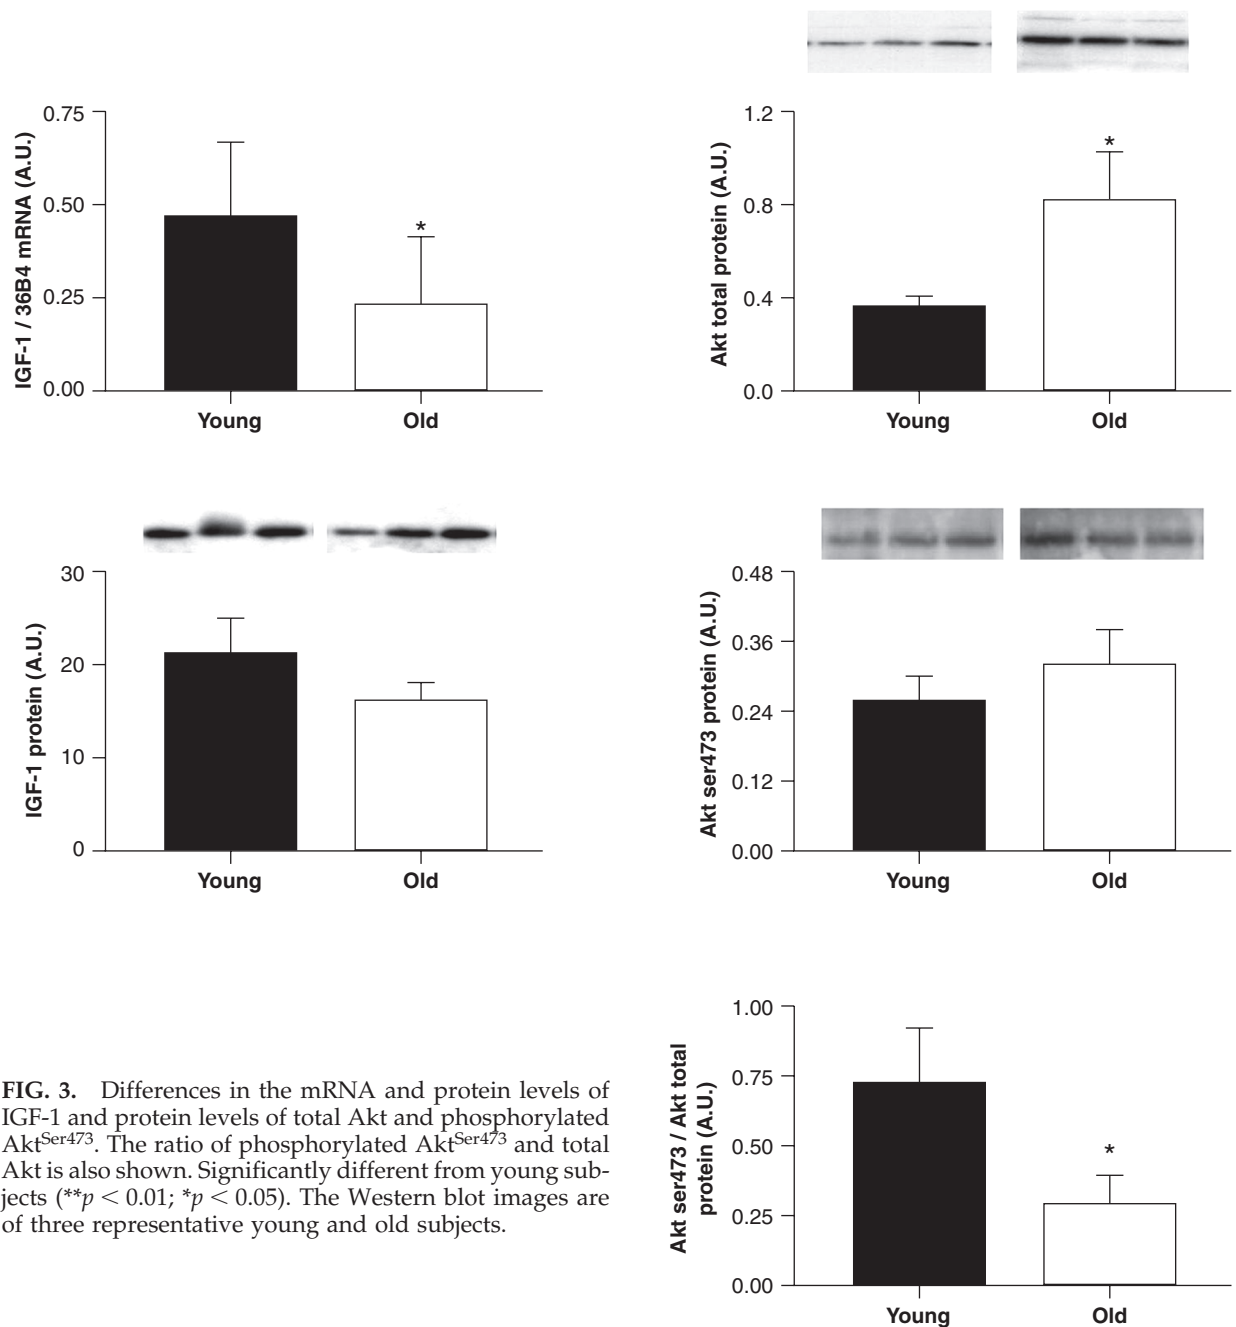 IGF-1 / 36B4 mRNA (A.U.)
0.75
0.50
0.25
0.00
*
Young
Old
Akt total protein (A.U.)
1.2
0.8
0.4
0.0
*
Young
Old
IGF-1 protein (A.U.)
30
20
10
0
Young
Old
Akt ser473 protein (A.U.)
0.48
0.36
0.24
0.12
0.00
Young
Old
FIG. 3. Differences in the mRNA and protein levels of
IGF-1 and protein levels of total Akt and phosphorylated
Akt^Ser473. The ratio of phosphorylated Akt^Ser473 and total
Akt is also shown. Significantly different from young sub-
jects (**p < 0.01; *p < 0.05). The Western blot images are
of three representative young and old subjects.
Akt ser473 / Akt total
protein (A.U.)
1.00
0.75
0.50
0.25
0.00
*
Young
Old